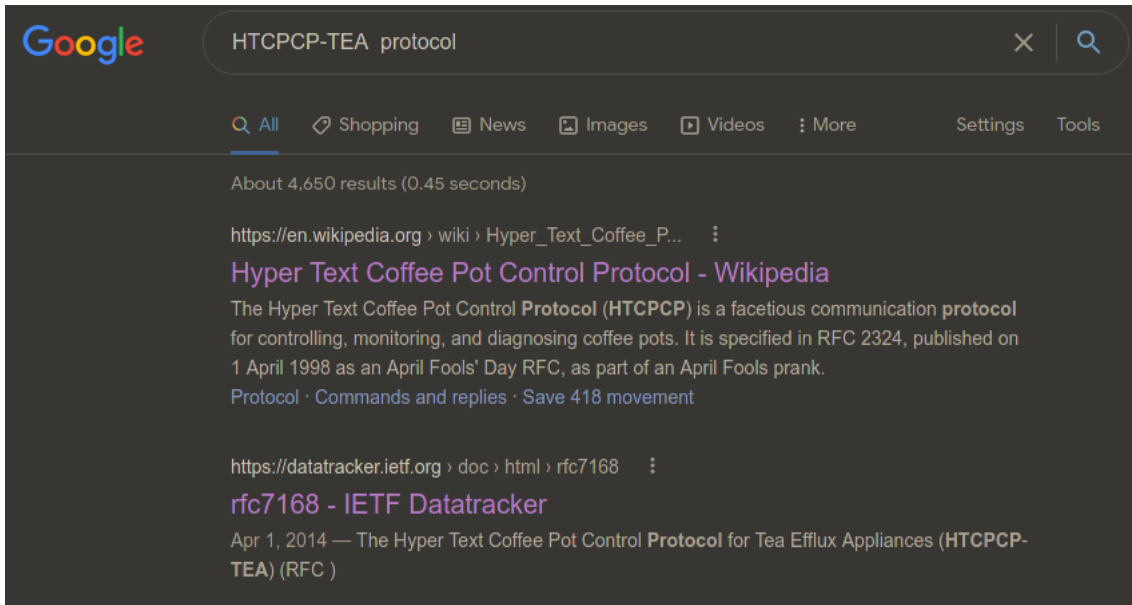 Google
HTCPCP-TEA protocol
All Shopping News Images Videos More Settings Tools
About 4,650 results (0.45 seconds)
https://en.wikipedia.org › wiki › Hyper_Text_Coffee_P...
Hyper Text Coffee Pot Control Protocol - Wikipedia
The Hyper Text Coffee Pot Control Protocol (HTCPCP) is a facetious communication protocol
for controlling, monitoring, and diagnosing coffee pots. It is specified in RFC 2324, published on
1 April 1998 as an April Fools' Day RFC, as part of an April Fools prank.
Protocol · Commands and replies · Save 418 movement
https://datatracker.ietf.org › doc › html › rfc7168
rfc7168 - IETF Datatracker
Apr 1, 2014 — The Hyper Text Coffee Pot Control Protocol for Tea Efflux Appliances (HTCPCP-
TEA) (RFC )